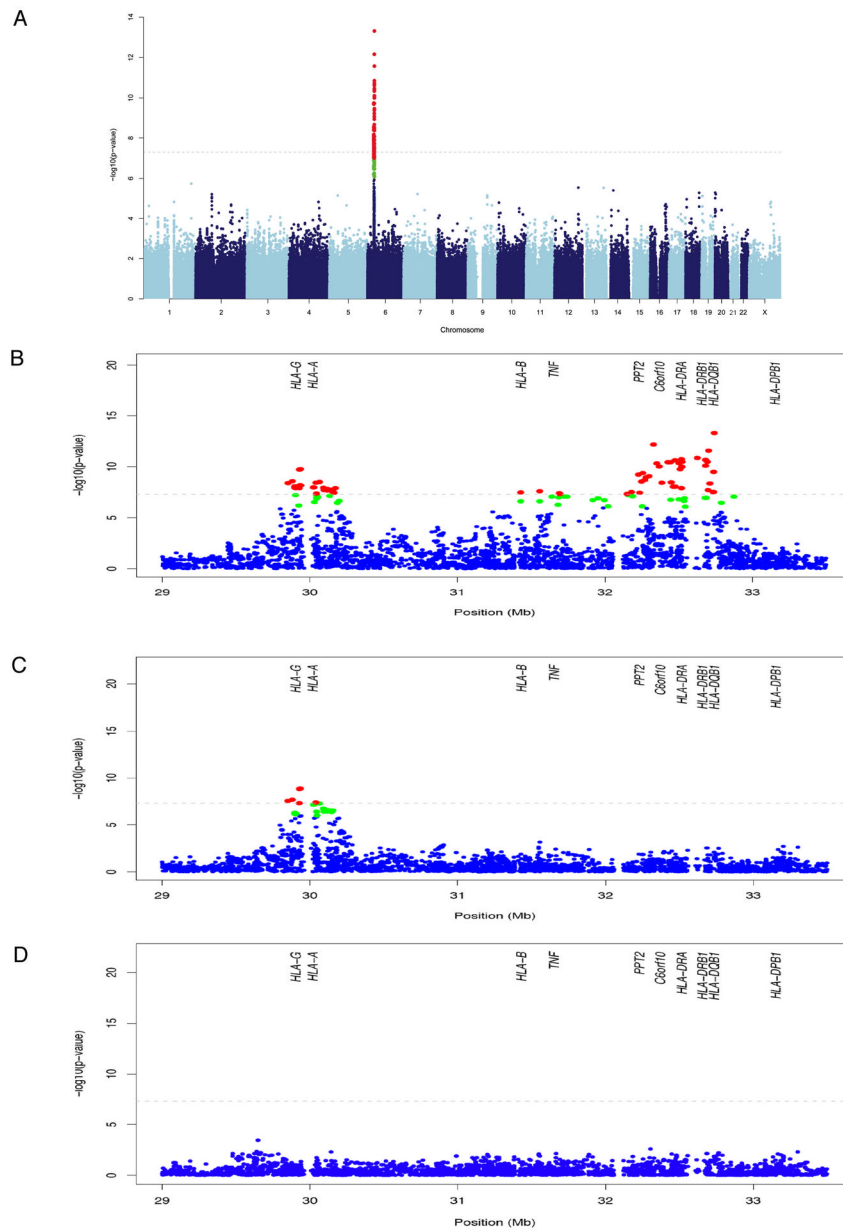 A
14
12
10
8
6
4
2
0
-log10(p-value)
1 2 3 4 5 6 7 8 9 10 11 12 13 14 15 16 17 18 19 20 21 22 X
Chromosome
B
20
15
10
5
0
-log10(p-value)
HLA-G
HLA-A
HLA-B
TNF
PPT2
C6orf10
HLA-DRA
HLA-DRB1
HLA-DQB1
HLA-DPB1
29 30 31 32 33
Position (Mb)
C
20
15
10
5
0
-log10(p-value)
HLA-G
HLA-A
HLA-B
TNF
PPT2
C6orf10
HLA-DRA
HLA-DRB1
HLA-DQB1
HLA-DPB1
29 30 31 32 33
Position (Mb)
D
20
15
10
5
0
-log10(p-value)
HLA-G
HLA-A
HLA-B
TNF
PPT2
C6orf10
HLA-DRA
HLA-DRB1
HLA-DQB1
HLA-DPB1
29 30 31 32 33
Position (Mb)